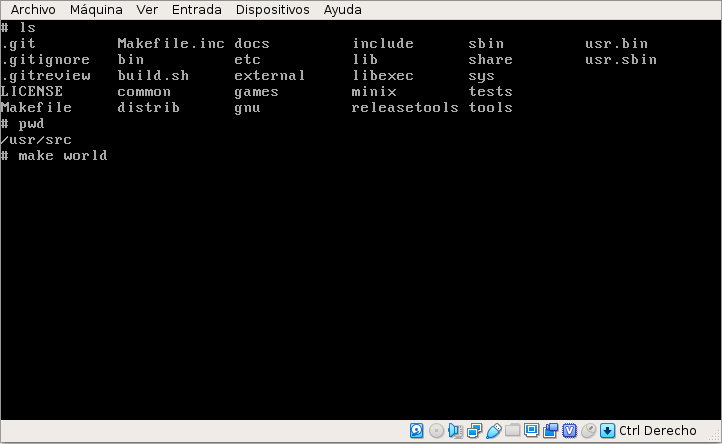 Archivo Máquina Ver Entrada Dispositivos Ayuda
# ls
.git Makefile.inc docs include sbin usr.bin
.gitignore bin etc lib share usr.sbin
.gitreview build.sh external libexec sys
LICENSE common games minix tests
Makefile distrib gnu releasetools tools
# pwd
/usr/src
# make world
Ctrl Derecho